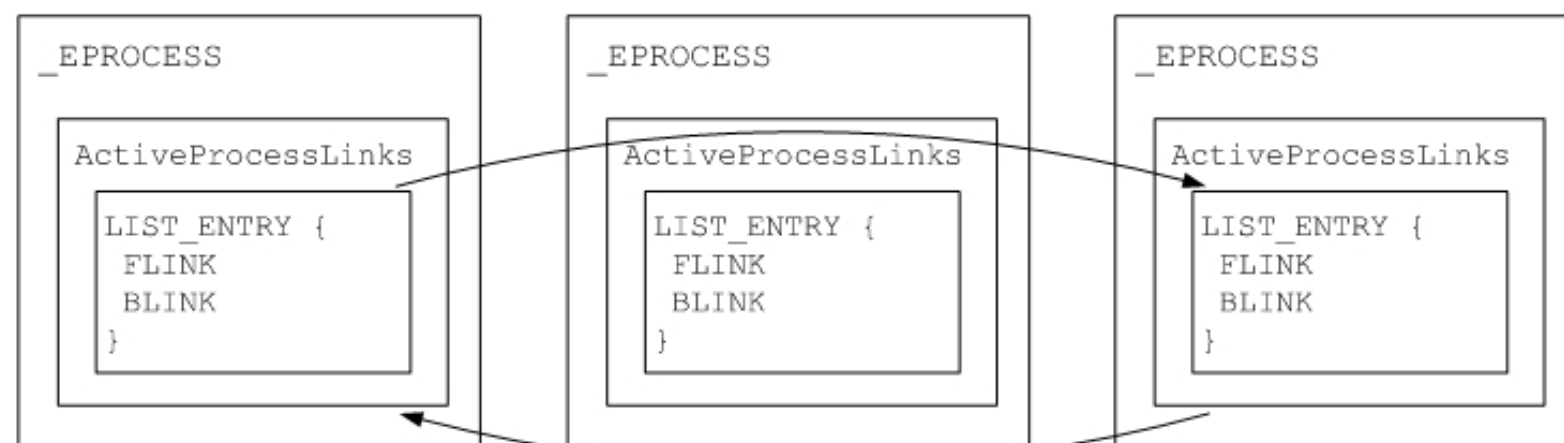 _EPROCESS
ActiveProcessLinks
LIST_ENTRY {
FLINK
BLINK
}
_EPROCESS
ActiveProcessLinks
LIST_ENTRY {
FLINK
BLINK
}
_EPROCESS
ActiveProcessLinks
LIST_ENTRY {
FLINK
BLINK
}